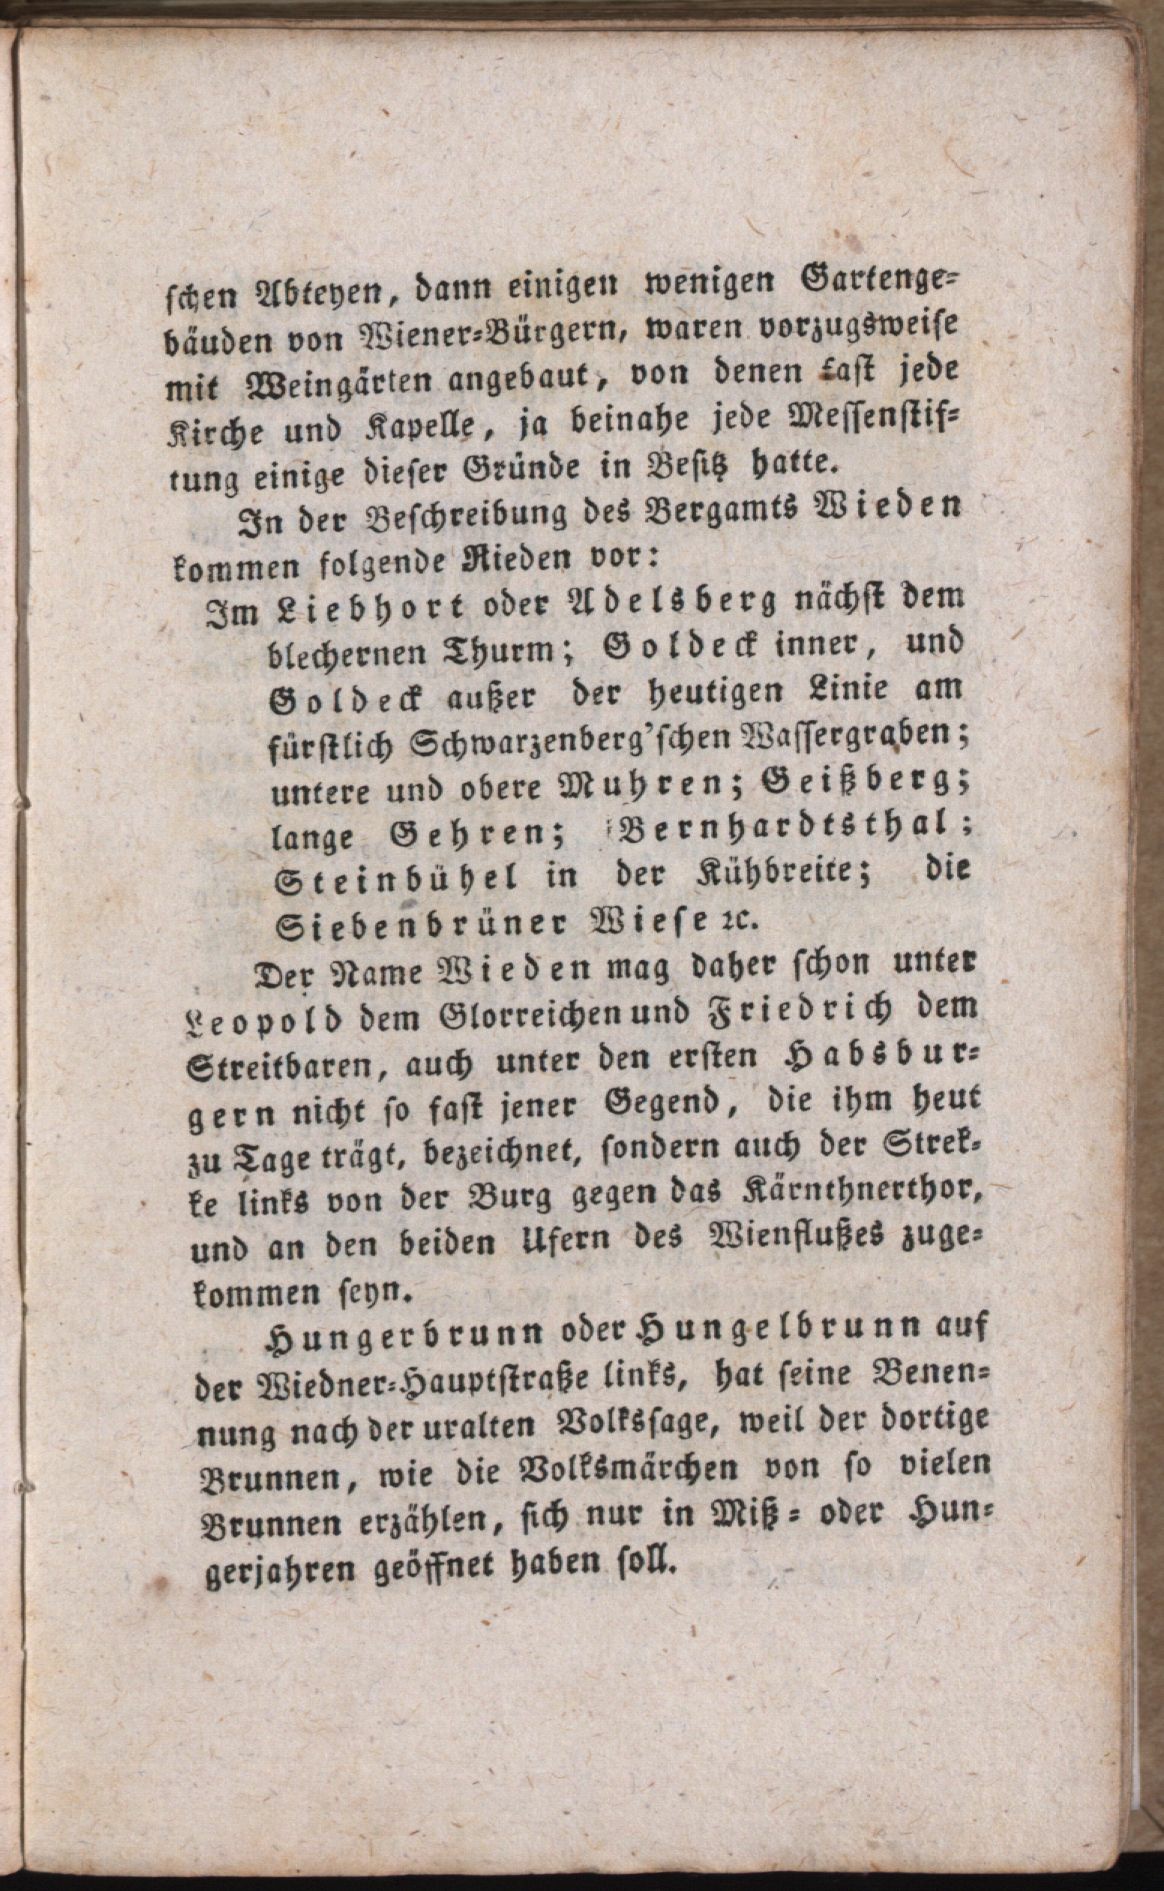 schen Abteyen, dann einigen wenigen Gartenge-
bäuden von Wiener-Bürgern, waren vorzugsweise
mit Weingärten angebaut, von denen fast jede
Kirche und Kapelle, ja beinahe jede Messenstif-
tung einige dieser Gründe in Besitz hatte.
In der Beschreibung des Bergamts Wieden
kommen folgende Rieden vor:
Im Liebhort oder Adelsberg nächst dem
blechernen Thurm; Goldeck inner, und
Goldeck außer der heutigen Linie am
fürstlich Schwarzenberg'schen Wassergraben;
untere und obere Muhren; Geißberg;
lange Gehren; Bernhardtsthal;
Steinbühel in der Kühbreite; die
Siebenbrüner Wiese ꝛc.
Der Name Wieden mag daher schon unter
Leopold dem Glorreichen und Friedrich dem
Streitbaren, auch unter den ersten Habsbur-
gern nicht so fast jener Gegend, die ihm heut
zu Tage trägt, bezeichnet, sondern auch der Strek-
ke links von der Burg gegen das Kärnthnerthor,
und an den beiden Ufern des Wienflußes zuge-
kommen seyn.
Hungerbrunn oder Hungelbrunn auf
der Wiedner-Hauptstraße links, hat seine Benen-
nung nach der uralten Volkssage, weil der dortige
Brunnen, wie die Volksmärchen von so vielen
Brunnen erzählen, sich nur in Miß- oder Hun-
gerjahren geöffnet haben soll.